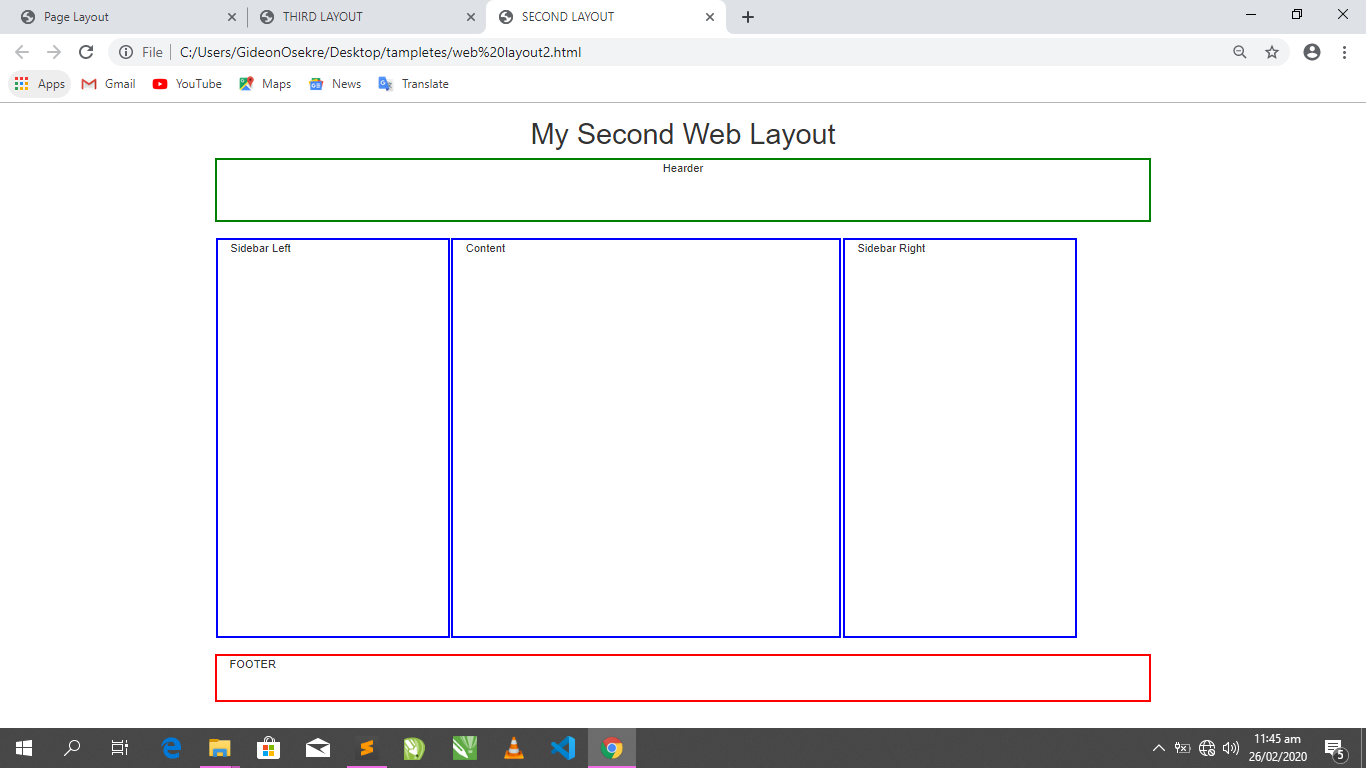 Page Layout
THIRD LAYOUT
SECOND LAYOUT
File
C:/Users/GideonOsekre/Desktop/tampletes/web%20layout2.html
Apps
Gmail
YouTube
Maps
News
Translate
My Second Web Layout
Hearder
Sidebar Left
Content
Sidebar Right
FOOTER
11:45 am
26/02/2020
5